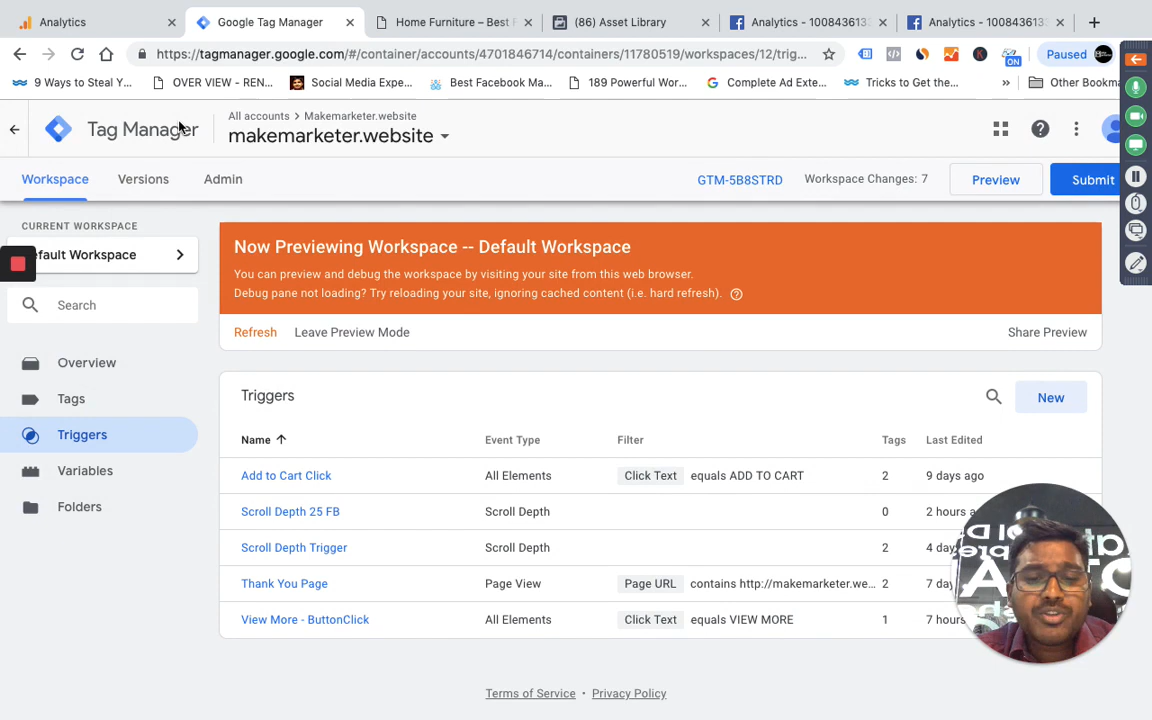 Analytics
Google Tag Manager
Home Furniture – Best F
(86) Asset Library
Analytics - 1008436133
Analytics - 1008436133
https://tagmanager.google.com/#/container/accounts/4701846714/containers/11780519/workspaces/12/trig...
ON
Paused
9 Ways to Steal Y...
OVER VIEW - REN...
Social Media Expe...
Best Facebook Ma...
189 Powerful Wor...
Complete Ad Exte...
Tricks to Get the...
»
Other Bookma
Tag Manager
All accounts > Makemarketer.website
makemarketer.website
Workspace
Versions
Admin
GTM-5B8STRD
Workspace Changes: 7
Preview
Submit
CURRENT WORKSPACE
efault Workspace
Search
Overview
Tags
Triggers
Variables
Folders
Now Previewing Workspace -- Default Workspace
You can preview and debug the workspace by visiting your site from this web browser.
Debug pane not loading? Try reloading your site, ignoring cached content (i.e. hard refresh).
Refresh
Leave Preview Mode
Share Preview
Triggers
New
Name
Event Type
Filter
Tags
Last Edited
Add to Cart Click
All Elements
Click Text equals ADD TO CART
2
9 days ago
Scroll Depth 25 FB
Scroll Depth
0
2 hours a
Scroll Depth Trigger
Scroll Depth
2
4 day
Thank You Page
Page View
Page URL contains http://makemarketer.we...
2
7 day
View More - ButtonClick
All Elements
Click Text equals VIEW MORE
1
7 hours
Terms of Service • Privacy Policy